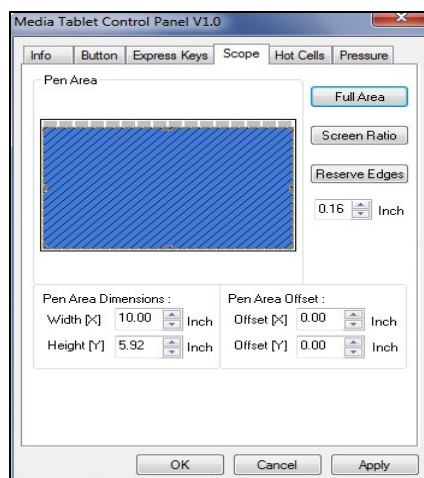 Media Tablet Control Panel V1.0
Info Button Express Keys Scope Hot Cells Pressure
Pen Area
Full Area
Screen Ratio
Reserve Edges
0.16 Inch
Pen Area Dimensions : Pen Area Offset :
Width [X] 10.00 Inch Offset [X] 0.00 Inch
Height [Y] 5.92 Inch Offset [Y] 0.00 Inch
OK Cancel Apply